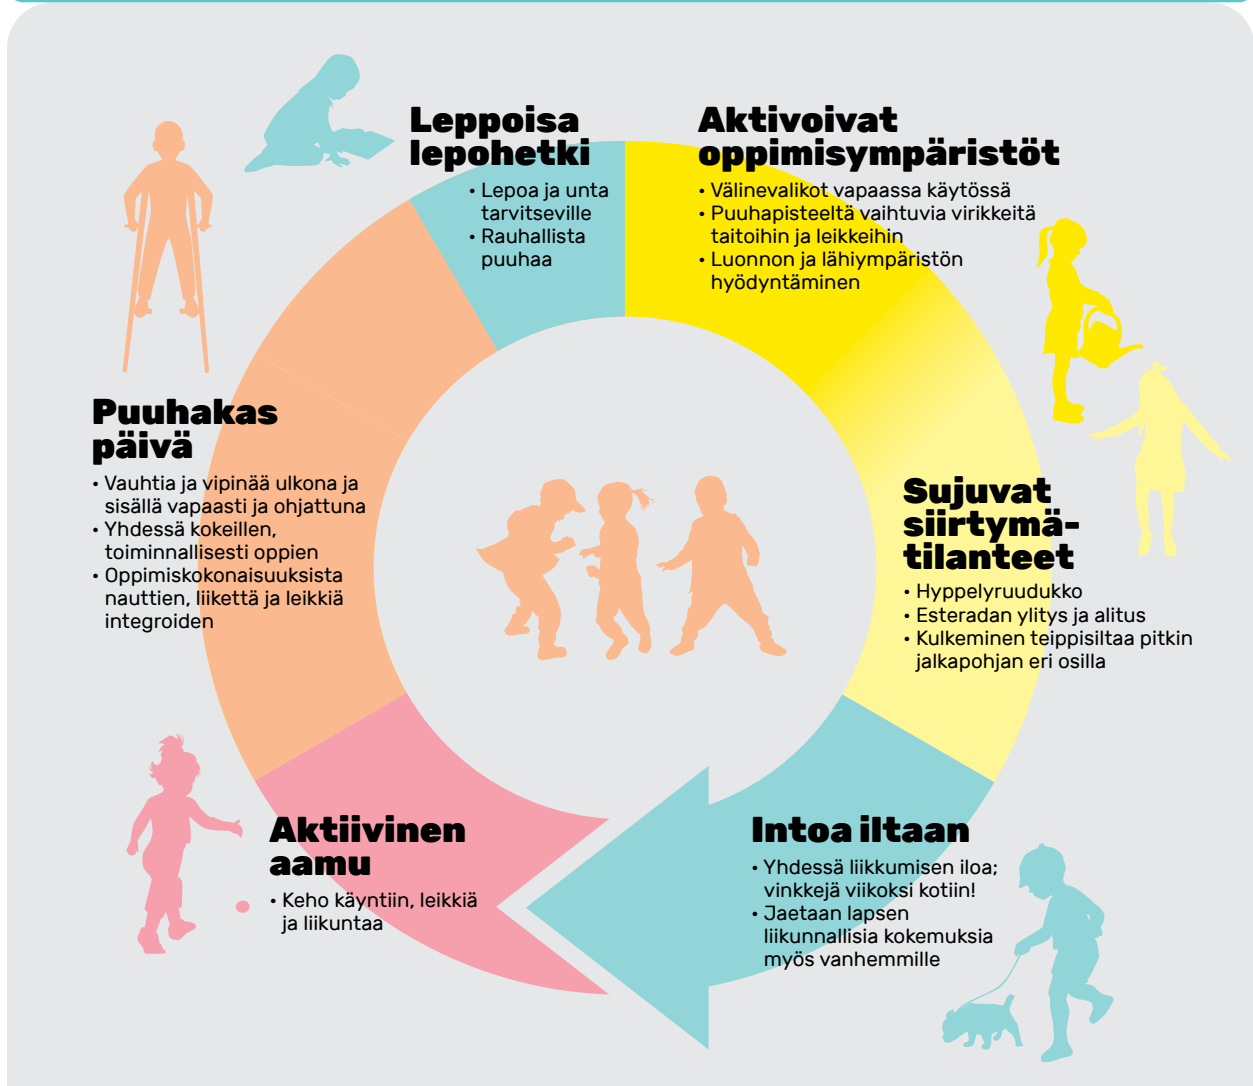 Leppoisa
lepohetki
• Lepoa ja unta
tarvitseville
• Rauhallista
puuhaa
Aktivoivat
oppimisympäristöt
• Välinevalikot vapaassa käytössä
• Puuhapisteeltä vaihtuvia virikkeitä
taitoihin ja leikkeihin
• Luonnon ja lähiympäristön
hyödyntäminen
Puuhakas
päivä
• Vauhtia ja vipinää ulkona ja
sisällä vapaasti ja ohjattuna
• Yhdessä kokeillen,
toiminnallisesti oppien
• Oppimiskokonaisuuksista
nauttien, liikettä ja leikkiä
integroiden
Sujuvat
siirtymä-
tilanteet
• Hyppelyruudukko
• Esteradan ylitys ja alitus
• Kulkeminen teippisiltaa pitkin
jalkapohjan eri osilla
Aktiivinen
aamu
• Keho käyntiin, leikkiä
ja liikuntaa
Intoa iltaan
• Yhdessä liikkumisen iloa;
vinkkejä viikoksi kotiin!
• Jaetaan lapsen
liikunnallisia kokemuksia
myös vanhemmille